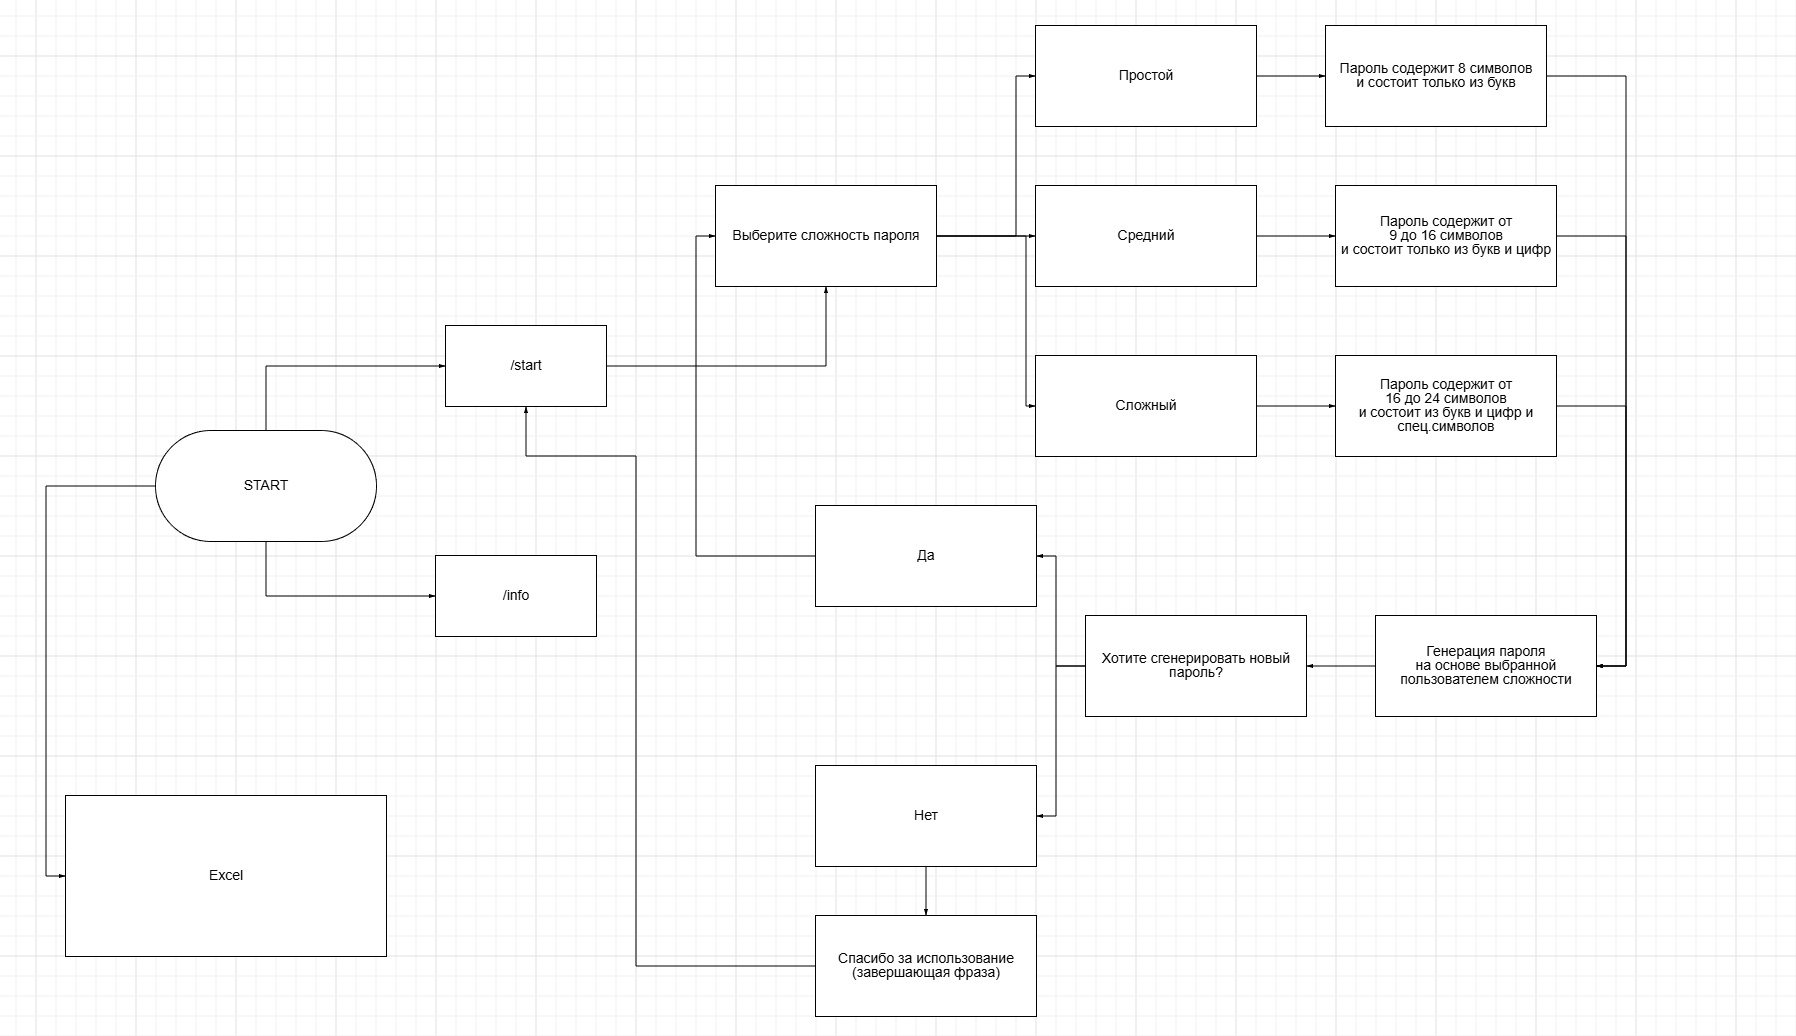 Простой
Пароль содержит 8 символов
и состоит только из букв
Выберите сложность пароля
Средний
Пароль содержит от
9 до 16 символов
и состоит только из букв и цифр
/start
Сложный
Пароль содержит от
16 до 24 символов
и состоит из букв и цифр и
спец.символов
START
Да
/info
Хотите сгенерировать новый
пароль?
Генерация пароля
на основе выбранной
пользователем сложности
Нет
Excel
Спасибо за использование
(завершающая фраза)